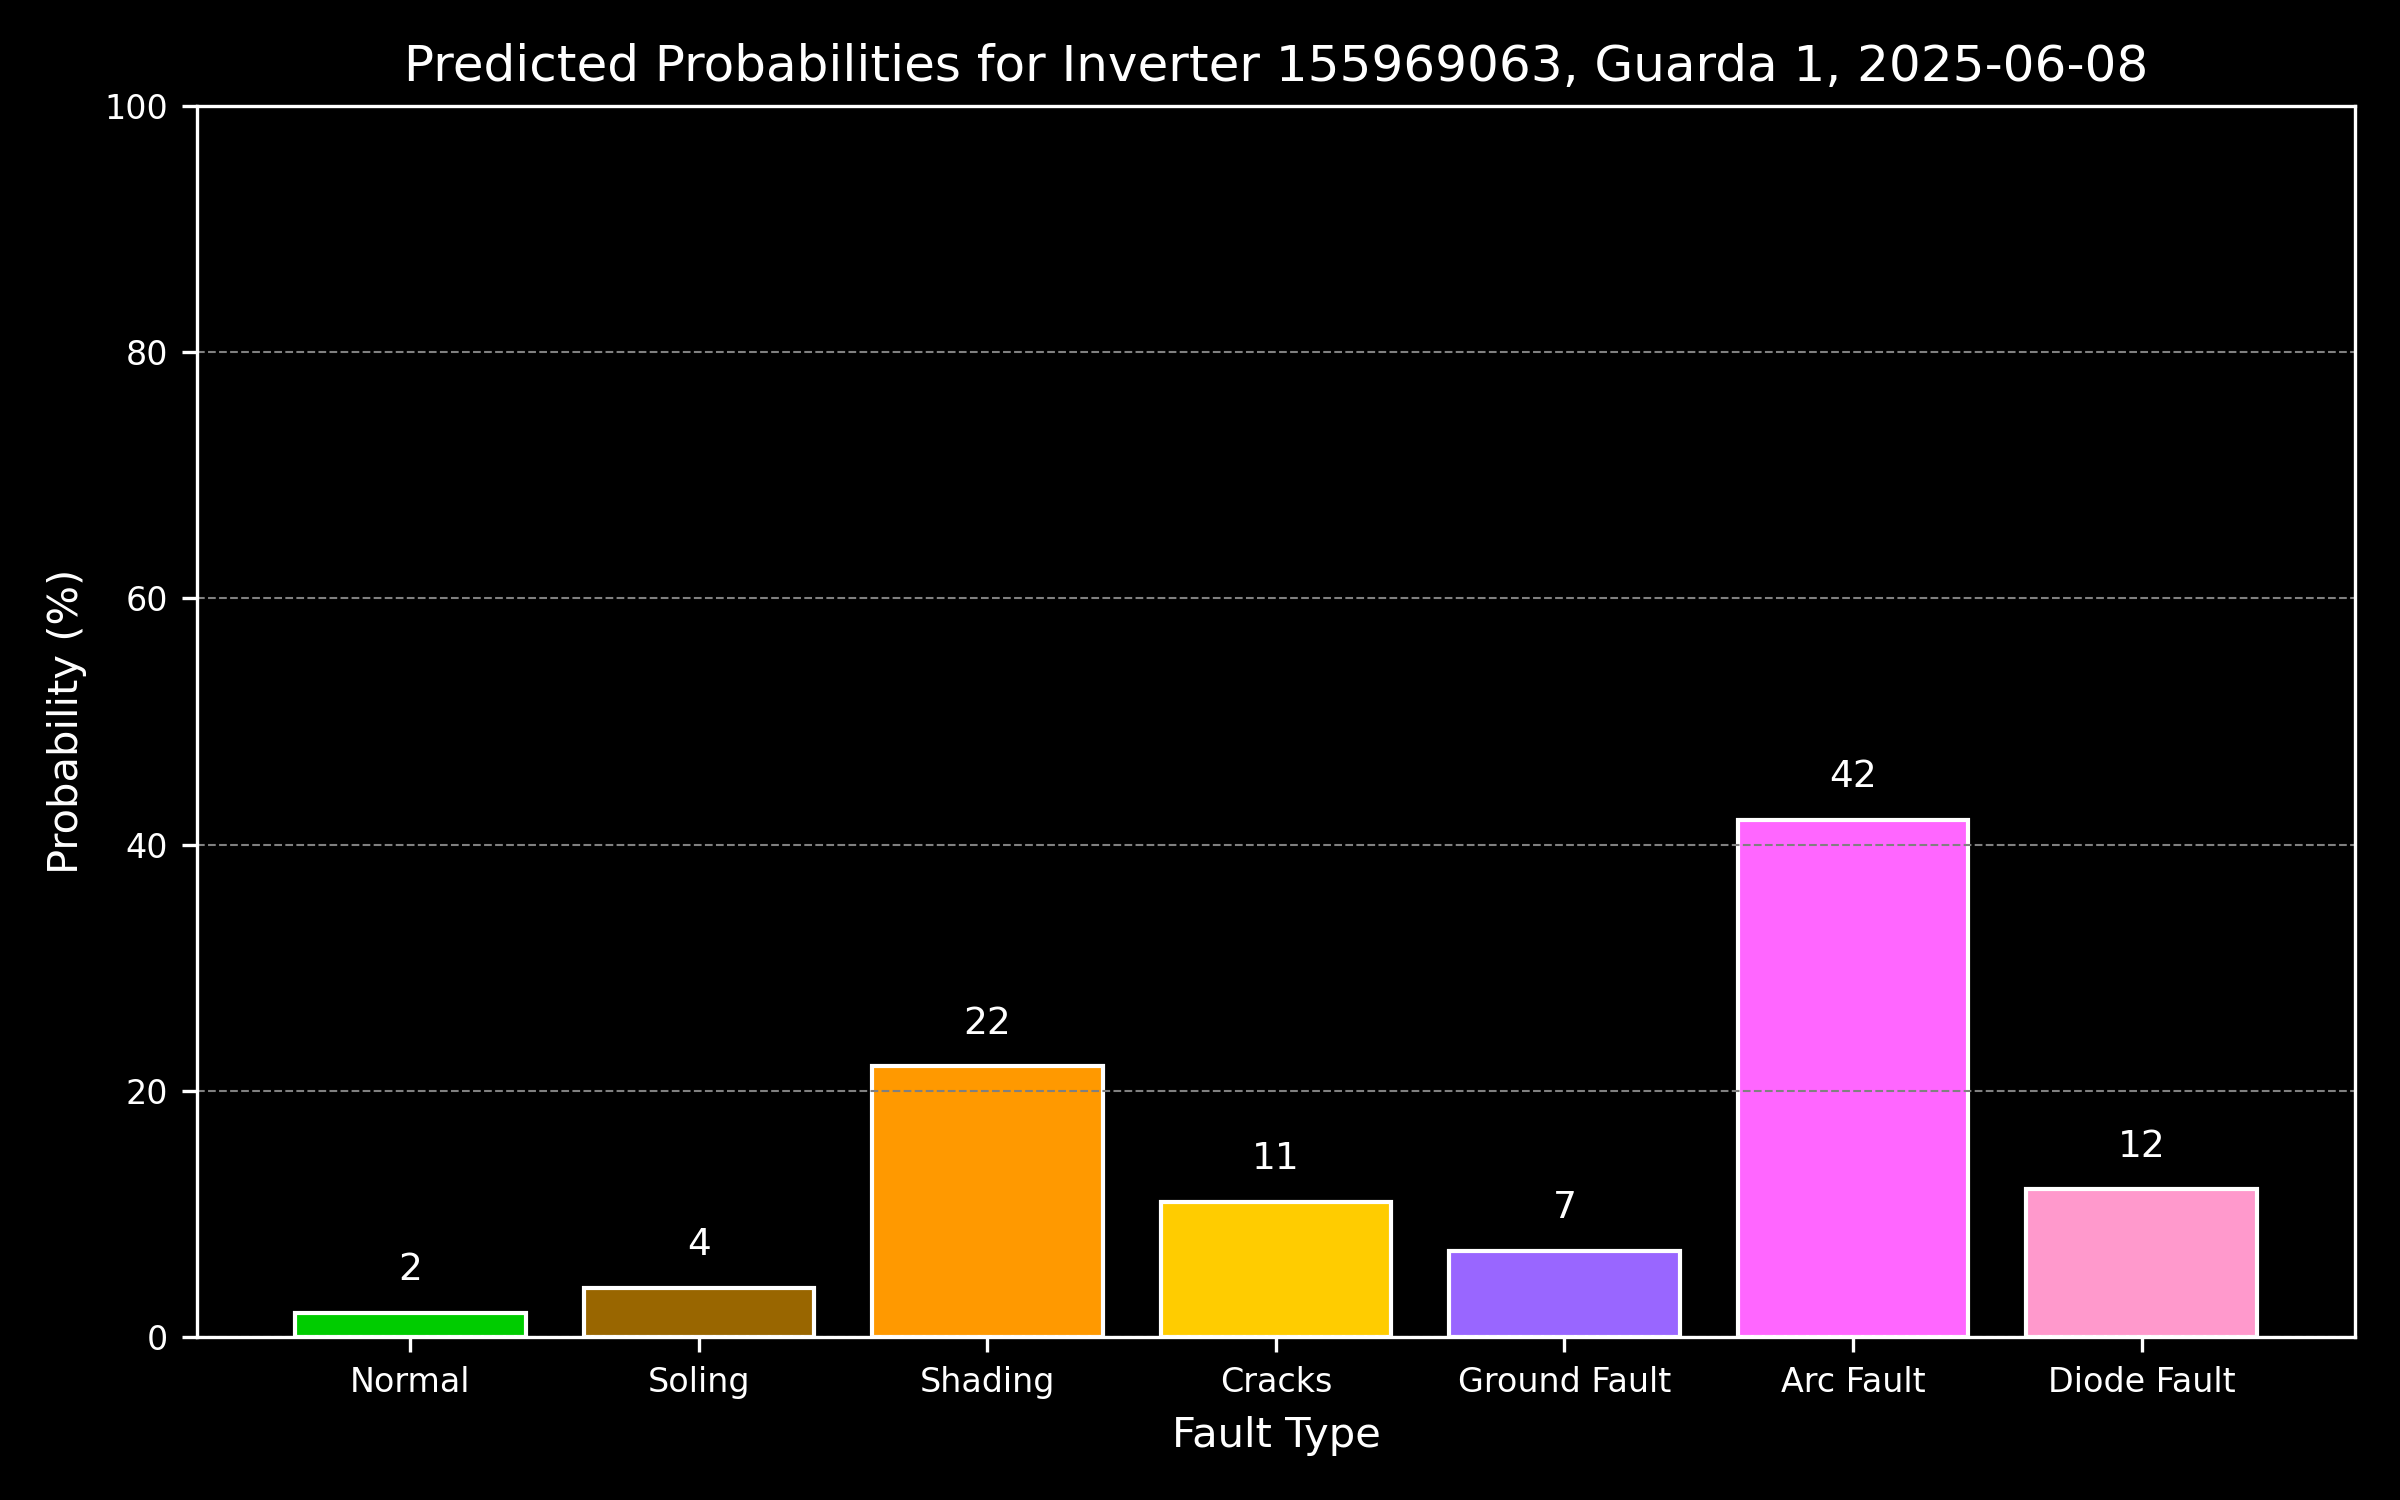 Predicted Probabilities for Inverter 155969063, Guarda 1, 2025-06-08
100
80
60
40
20
0
Probability (%)
2
4
22
11
7
42
12
Normal
Soling
Shading
Cracks
Ground Fault
Arc Fault
Diode Fault
Fault Type